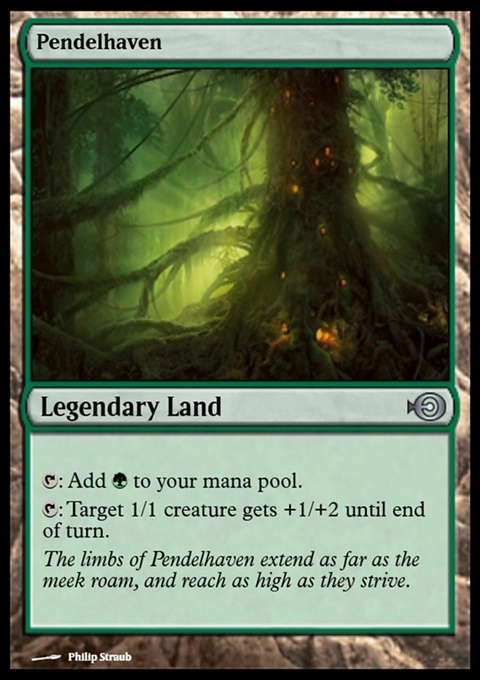 Pendelhaven
Legendary Land
: Add to your mana pool.
: Target 1/1 creature gets +1/+2 until end
of turn.
The limbs of Pendelhaven extend as far as the
meek roam, and reach as high as they strive.
Philip Straub